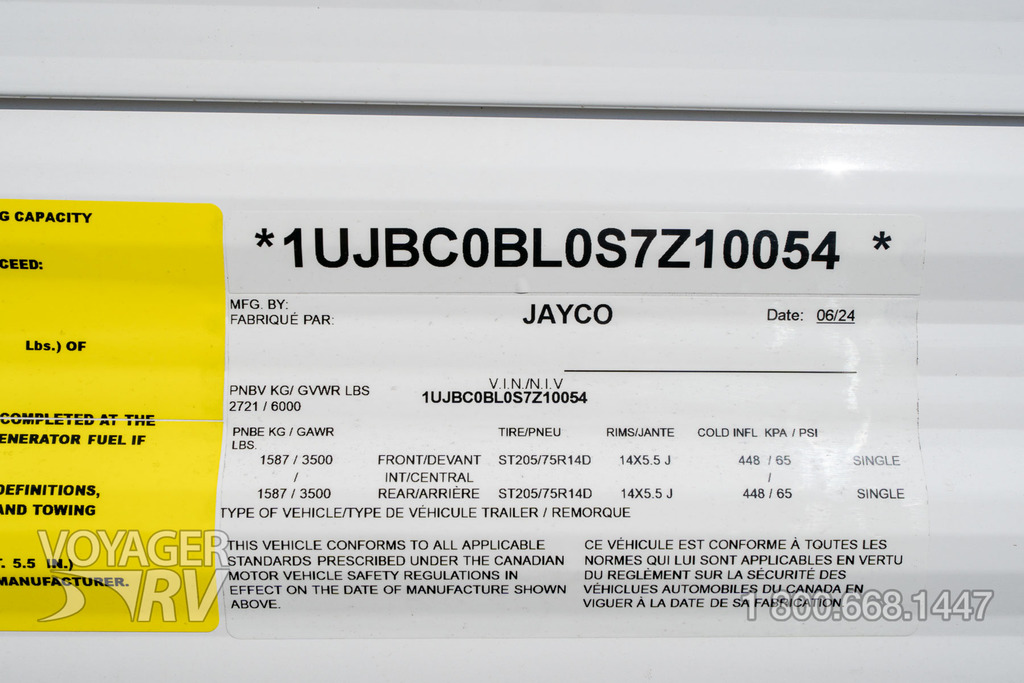 G CAPACITY
CEED:
Lbs.) OF
COMPLETED AT THE
ENERATOR FUEL IF
DEFINITIONS,
AND TOWING
T. 5.5 IN.)
MANUFACTURER.
*1UJBC0BL0S7Z10054 *
MFG. BY:
FABRIQUÉ PAR:
JAYCO
Date: 06/24
V.I.N./N.I.V
PNBV KG/ GVWR LBS
1UJBC0BL0S7Z10054
2721 / 6000
PNBE KG / GAWR LBS. TIRE/PNEU RIMS/JANTE COLD INFL KPA / PSI
1587 / 3500 FRONT/DEVANT ST205/75R14D 14X5.5 J 448 / 65 SINGLE
/ INT/CENTRAL /
1587 / 3500 REAR/ARRIÈRE ST205/75R14D 14X5.5 J 448 / 65 SINGLE
TYPE OF VEHICLE/TYPE DE VÉHICULE TRAILER / REMORQUE
THIS VEHICLE CONFORMS TO ALL APPLICABLE
STANDARDS PRESCRIBED UNDER THE CANADIAN
MOTOR VEHICLE SAFETY REGULATIONS IN
EFFECT ON THE DATE OF MANUFACTURE SHOWN
ABOVE.
CE VÉHICULE EST CONFORME À TOUTES LES
NORMES QUI LUI SONT APPLICABLES EN VERTU
DU REGLÉMENT SUR LA SÉCURITÉ DES
VÉHICLUES AUTOMOBILES DU CANADA EN
VIGUER À LA DATE DE SA FABRICATION.
VOYAGER
RV
1 800.668.1447